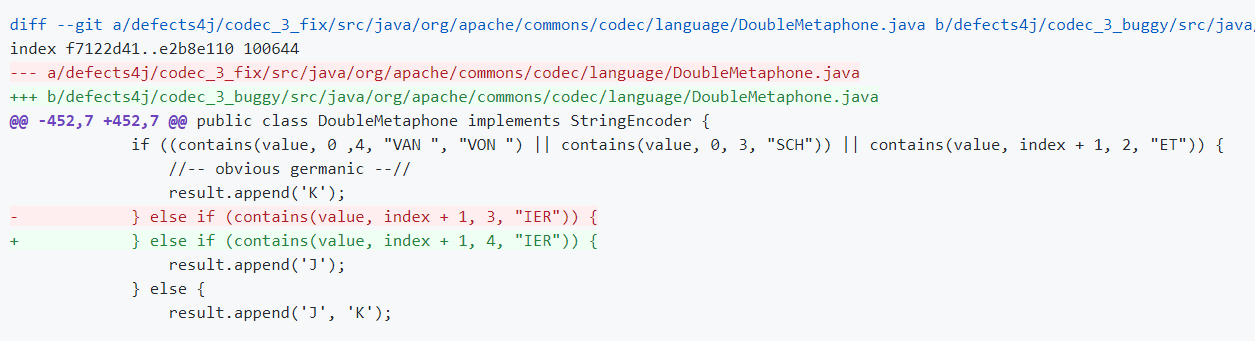 diff --git a/defects4j/codec_3_fix/src/java/org/apache/commons/codec/language/DoubleMetaphone.java b/defects4j/codec_3_buggy/src/java/
index f7122d41..e2b8e110 100644
--- a/defects4j/codec_3_fix/src/java/org/apache/commons/codec/language/DoubleMetaphone.java
+++ b/defects4j/codec_3_buggy/src/java/org/apache/commons/codec/language/DoubleMetaphone.java
@@ -452,7 +452,7 @@ public class DoubleMetaphone implements StringEncoder {
             if ((contains(value, 0 ,4, "VAN ", "VON ") || contains(value, 0, 3, "SCH")) || contains(value, index + 1, 2, "ET")) {
                 //-- obvious germanic --//
                 result.append('K');
-            } else if (contains(value, index + 1, 3, "IER")) {
+            } else if (contains(value, index + 1, 4, "IER")) {
                 result.append('J');
             } else {
                 result.append('J', 'K');